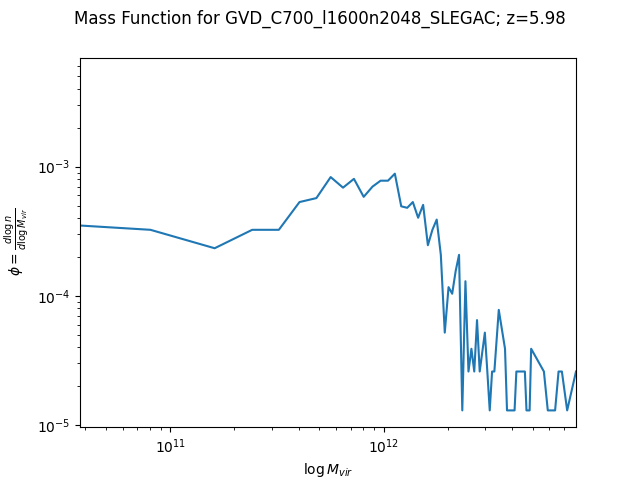 Mass Function for GVD_C700_l1600n2048_SLEGAC; z=5.98
10⁻³
10⁻⁴
10⁻⁵
ϕ = d log n / d log M_vir
10¹¹
10¹²
log M_vir